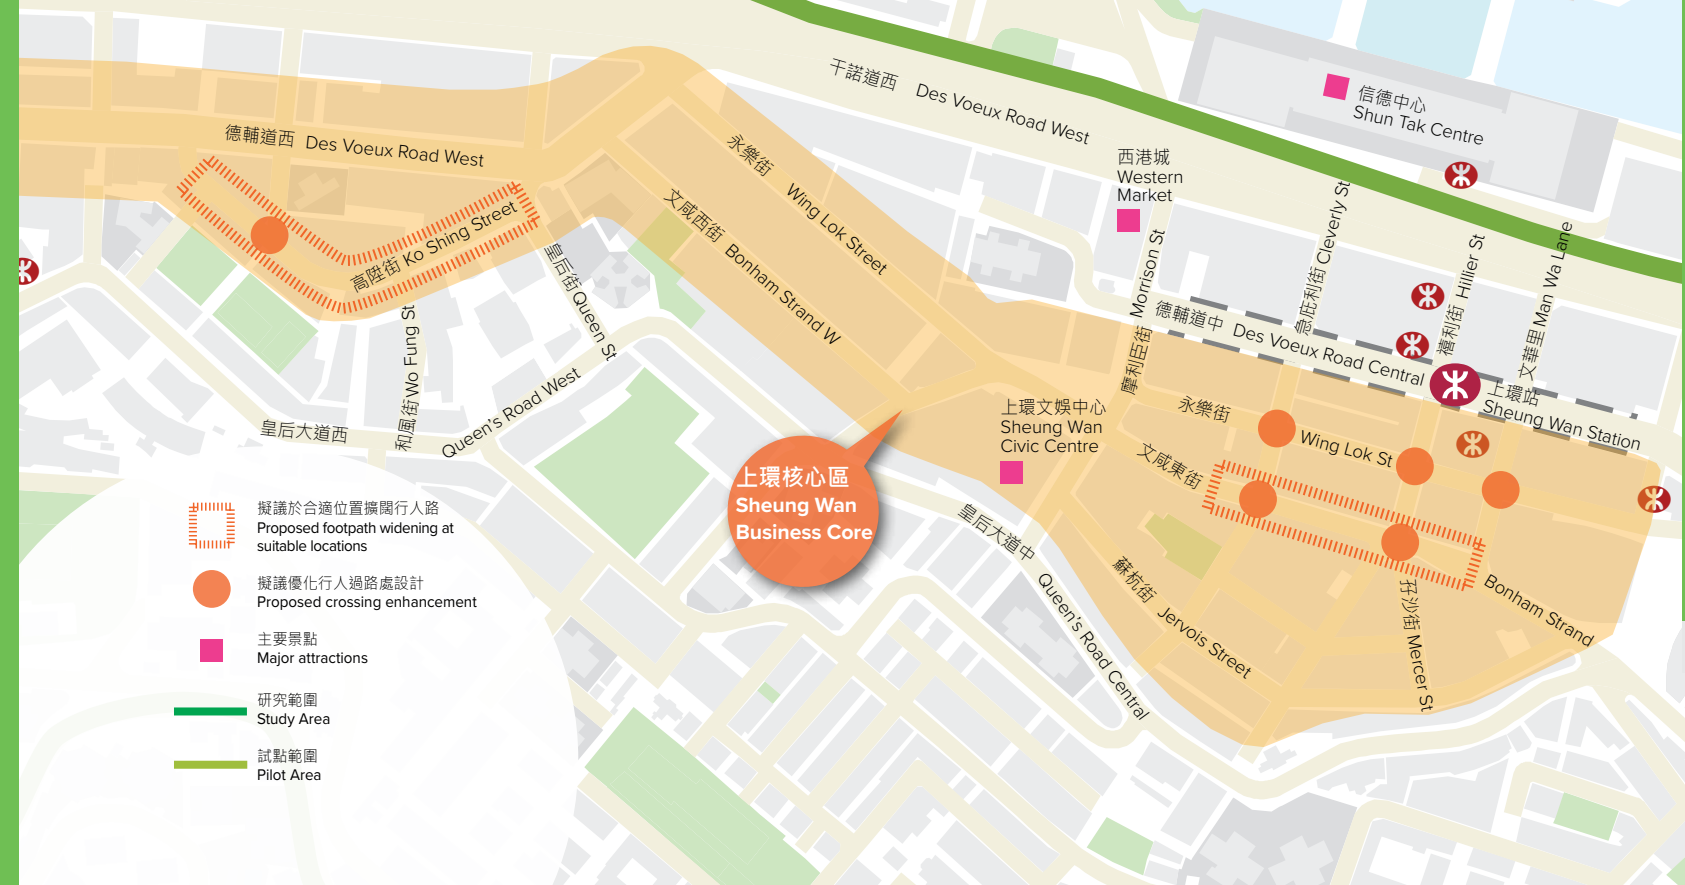 干諾道西 Des Voeux Road West
信德中心
Shun Tak Centre
德輔道西 Des Voeux Road West
永樂街 Wing Lok Street
西港城
Western
Market
文咸西街 Bonham Strand W
高陞街 Ko Shing Street
皇后街 Queen St
和風街 Wo Fung St
摩利臣街 Morrison St
急庇利街 Cleverly St
禧利街 Hillier St
文華里 Man Wa Lane
德輔道中 Des Voeux Road Central
上環站
Sheung Wan Station
皇后大道西 Queen's Road West
上環文娛中心
Sheung Wan
Civic Centre
永樂街 Wing Lok St
文咸東街 Bonham Strand
上環核心區
Sheung Wan
Business Core
皇后大道中 Queen's Road Central
蘇杭街 Jervois Street
孖沙街 Mercer St
擬議於合適位置擴闊行人路
Proposed footpath widening at
suitable locations
擬議優化行人過路處設計
Proposed crossing enhancement
主要景點
Major attractions
研究範圍
Study Area
試點範圍
Pilot Area